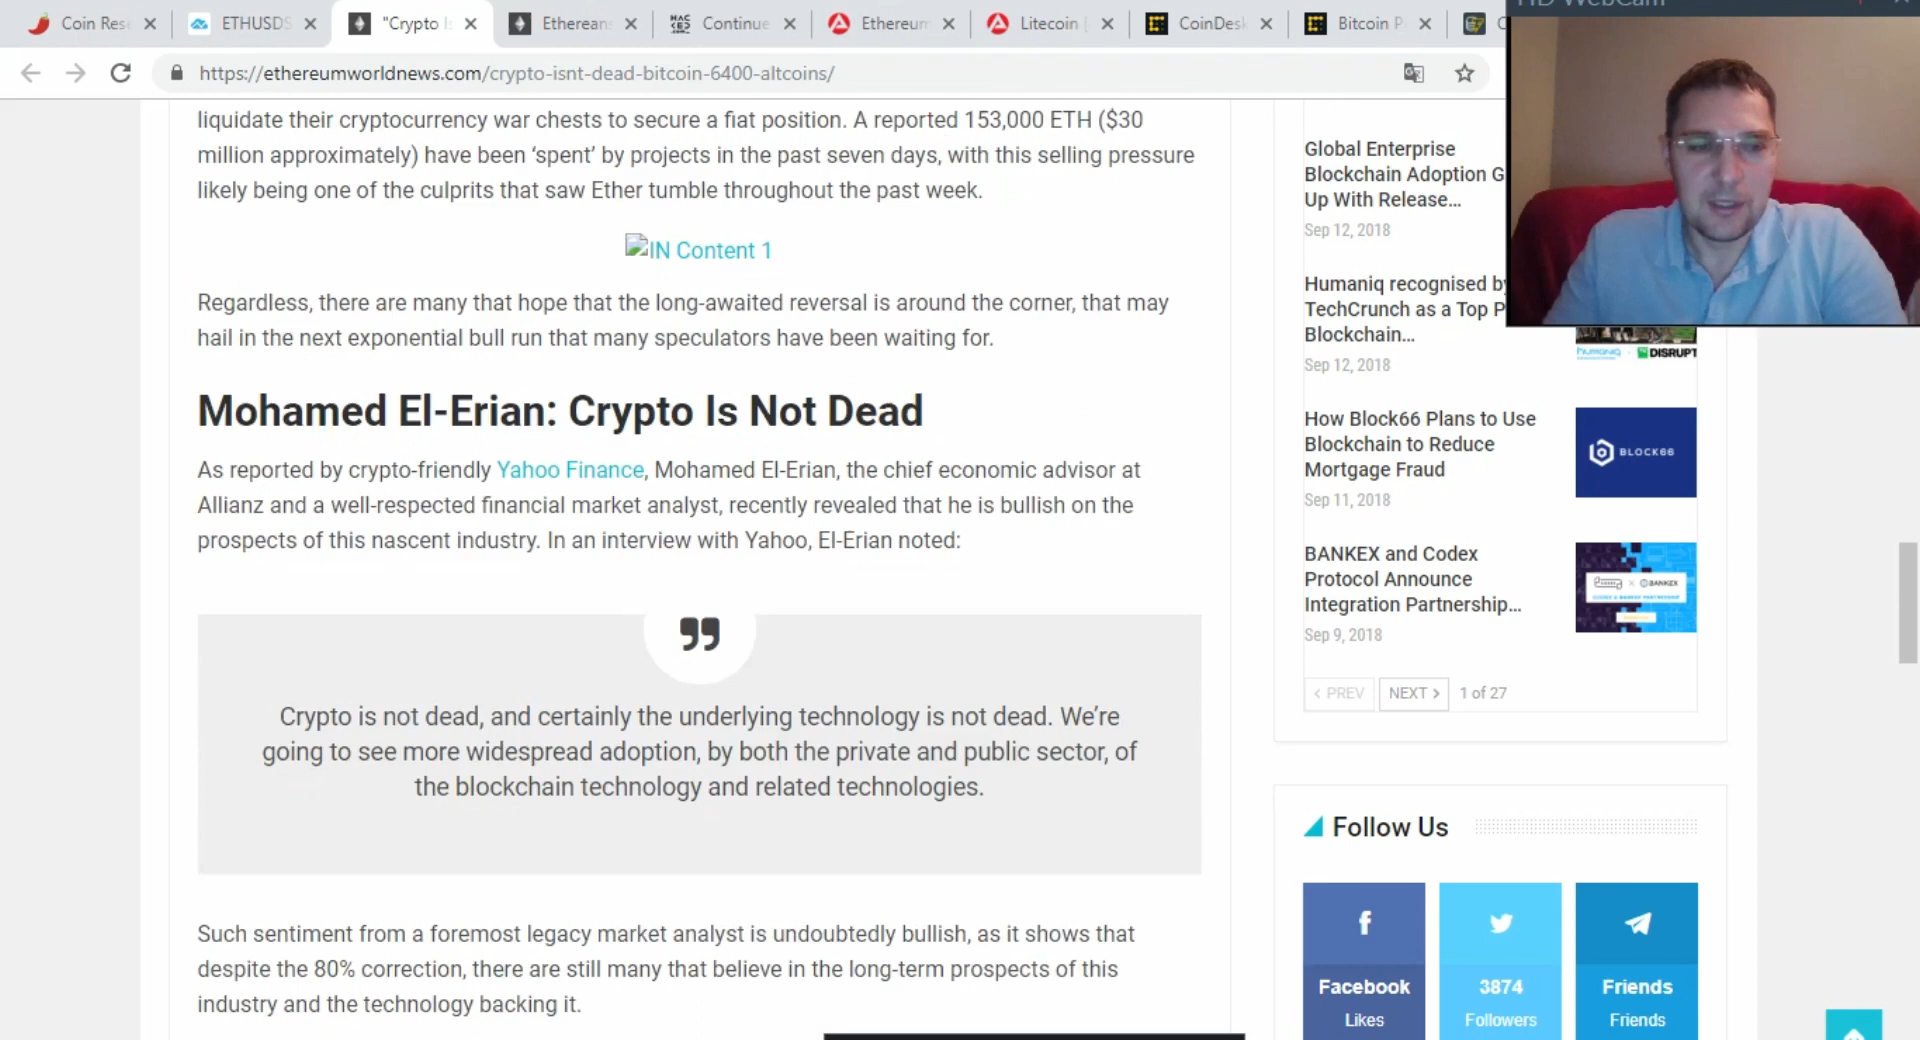 Coin Res
ETHUSDS
"Crypto Is
Ethereum
Continue
Ethereum
Litecoin
CoinDesk
Bitcoin P
HD WebCam
https://ethereumworldnews.com/crypto-isnt-dead-bitcoin-6400-altcoins/
liquidate their cryptocurrency war chests to secure a fiat position. A reported 153,000 ETH ($30
million approximately) have been ‘spent’ by projects in the past seven days, with this selling pressure
likely being one of the culprits that saw Ether tumble throughout the past week.
IN Content 1
Regardless, there are many that hope that the long-awaited reversal is around the corner, that may
hail in the next exponential bull run that many speculators have been waiting for.
Mohamed El-Erian: Crypto Is Not Dead
As reported by crypto-friendly Yahoo Finance, Mohamed El-Erian, the chief economic advisor at
Allianz and a well-respected financial market analyst, recently revealed that he is bullish on the
prospects of this nascent industry. In an interview with Yahoo, El-Erian noted:
Crypto is not dead, and certainly the underlying technology is not dead. We’re
going to see more widespread adoption, by both the private and public sector, of
the blockchain technology and related technologies.
Such sentiment from a foremost legacy market analyst is undoubtedly bullish, as it shows that
despite the 80% correction, there are still many that believe in the long-term prospects of this
industry and the technology backing it.
Global Enterprise
Blockchain Adoption G
Up With Release...
Sep 12, 2018
Humaniq recognised by
TechCrunch as a Top P
Blockchain...
Sep 12, 2018
humaniq
DISRUPT
How Block66 Plans to Use
Blockchain to Reduce
Mortgage Fraud
Sep 11, 2018
BLOCK66
BANKEX and Codex
Protocol Announce
Integration Partnership...
Sep 9, 2018
BANKEX
CODEX & BANKEX PARTNERSHIP
PREV
NEXT
1 of 27
Follow Us
Facebook
Likes
3874
Followers
Friends
Friends